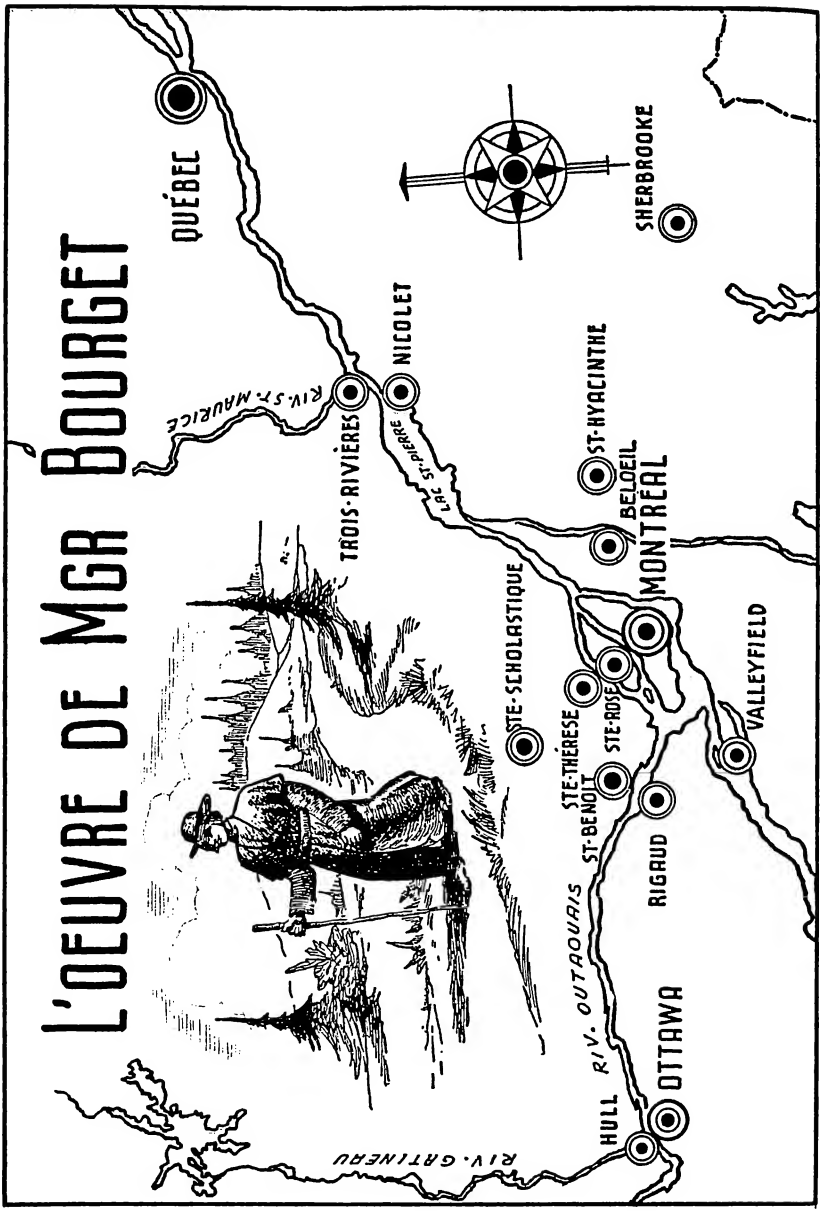 L'OEUVRE DE MGR BOURGET
QUÉBEC
RIV. ST. MAURICE
TROIS-RIVIÈRES
NICOLET
LAC ST-PIERRE
SHERBROOKE
STE-SCHOLASTIQUE
ST-HYACINTHE
BELOEIL
MONTRÉAL
STE-THÉRÈSE
STE-ROSE
ST-BENOIT
RIGAUD
VALLEYFIELD
RIV. OUTAOUAIS
RIV. GATINEAU
HULL
OTTAWA